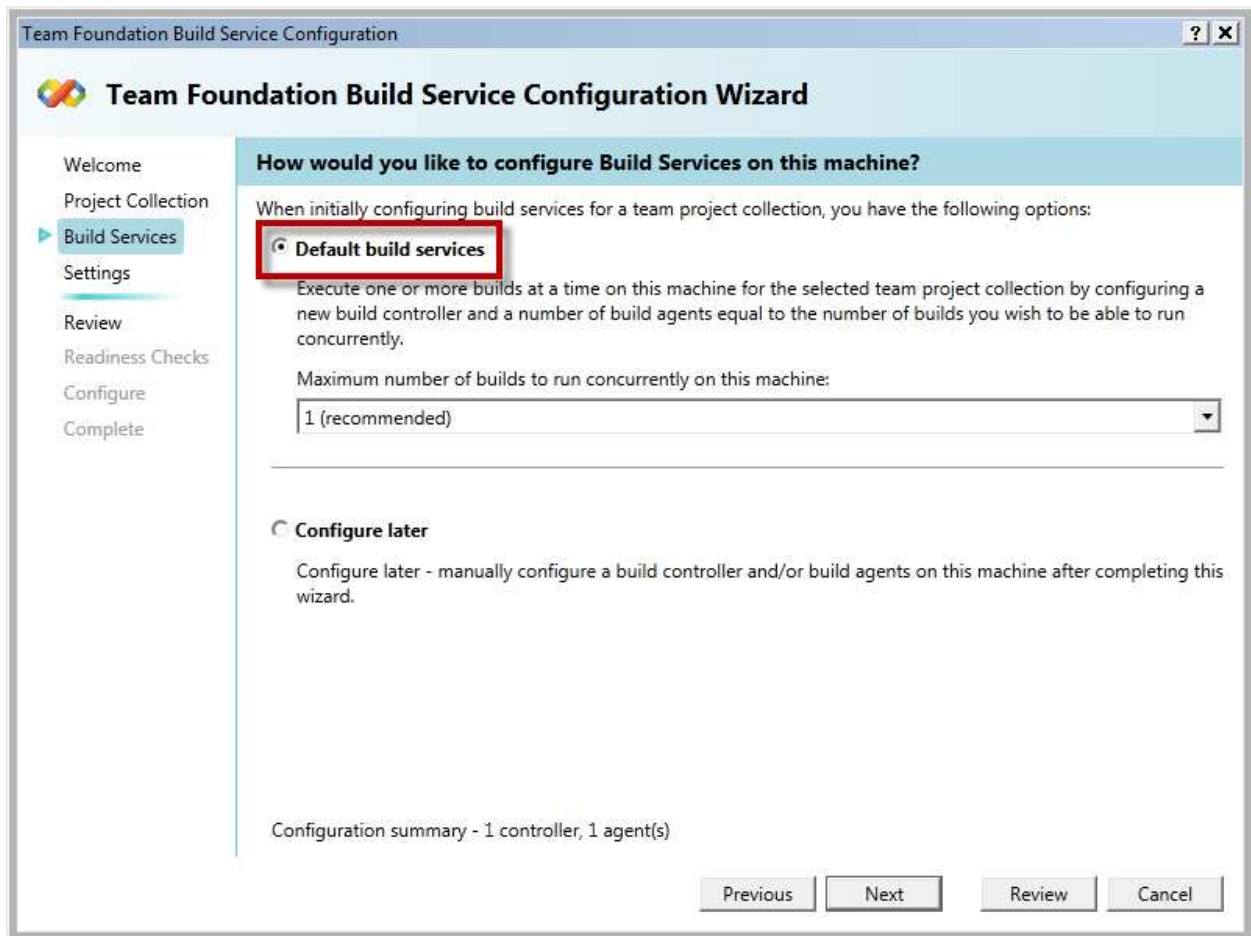 Team Foundation Build Service Configuration
?
X
Team Foundation Build Service Configuration Wizard
Welcome
Project Collection
Build Services
Settings
Review
Readiness Checks
Configure
Complete
How would you like to configure Build Services on this machine?
When initially configuring build services for a team project collection, you have the following options:
Default build services
Execute one or more builds at a time on this machine for the selected team project collection by configuring a
new build controller and a number of build agents equal to the number of builds you wish to be able to run
concurrently.
Maximum number of builds to run concurrently on this machine:
1 (recommended)
Configure later
Configure later - manually configure a build controller and/or build agents on this machine after completing this
wizard.
Configuration summary - 1 controller, 1 agent(s)
Previous
Next
Review
Cancel